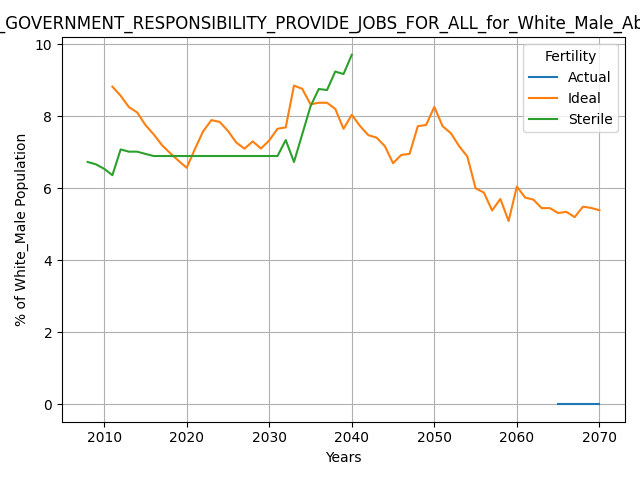 _GOVERNMENT_RESPONSIBILITY_PROVIDE_JOBS_FOR_ALL_for_White_Male_Ab
Fertility
Actual
Ideal
Sterile
% of White_Male Population
10
8
6
4
2
0
2010 2020 2030 2040 2050 2060 2070
Years